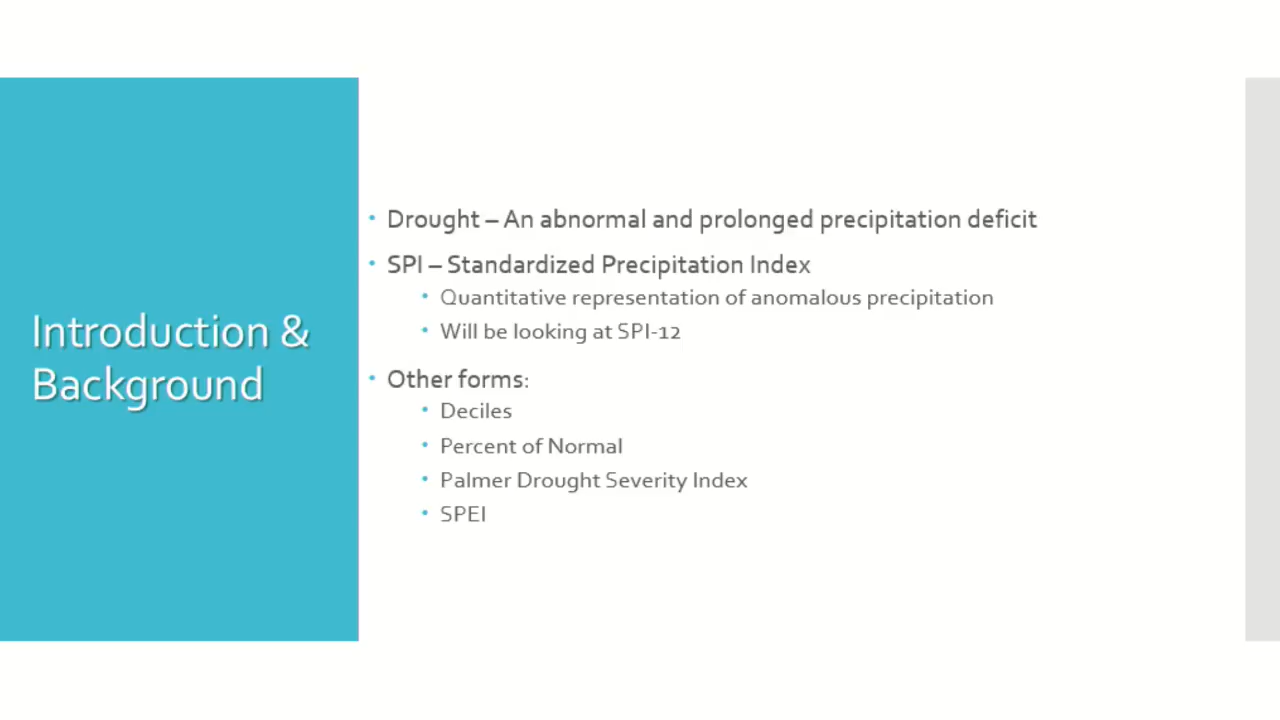 Introduction &
Background
• Drought – An abnormal and prolonged precipitation deficit
• SPI – Standardized Precipitation Index
• Quantitative representation of anomalous precipitation
• Will be looking at SPI-12
• Other forms:
• Deciles
• Percent of Normal
• Palmer Drought Severity Index
• SPEI